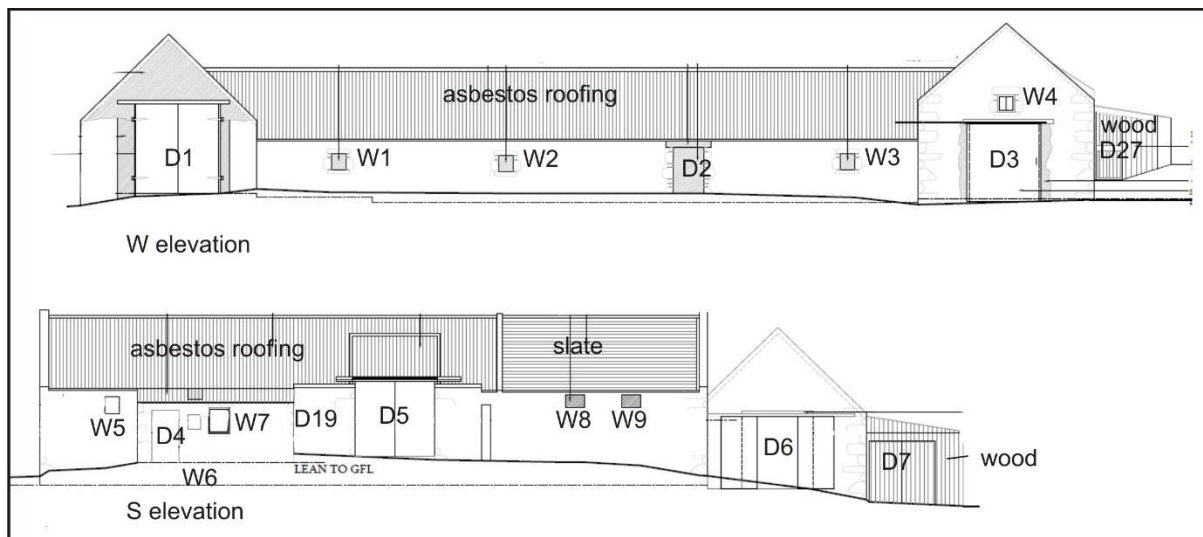 asbestos roofing
W4
wood
D1
W1
W2
D2
W3
D3
D27
W elevation
asbestos roofing
slate
W5
D4
W7
D19
D5
W8
W9
D6
D7
wood
LEAN TO GFL
W6
S elevation